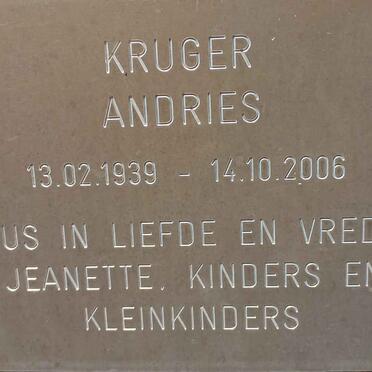 KRUGER
ANDRIES
13.02.1939 - 14.10.2006
US IN LIEFDE EN VRED
JEANETTE, KINDERS EN
KLEINKINDERS